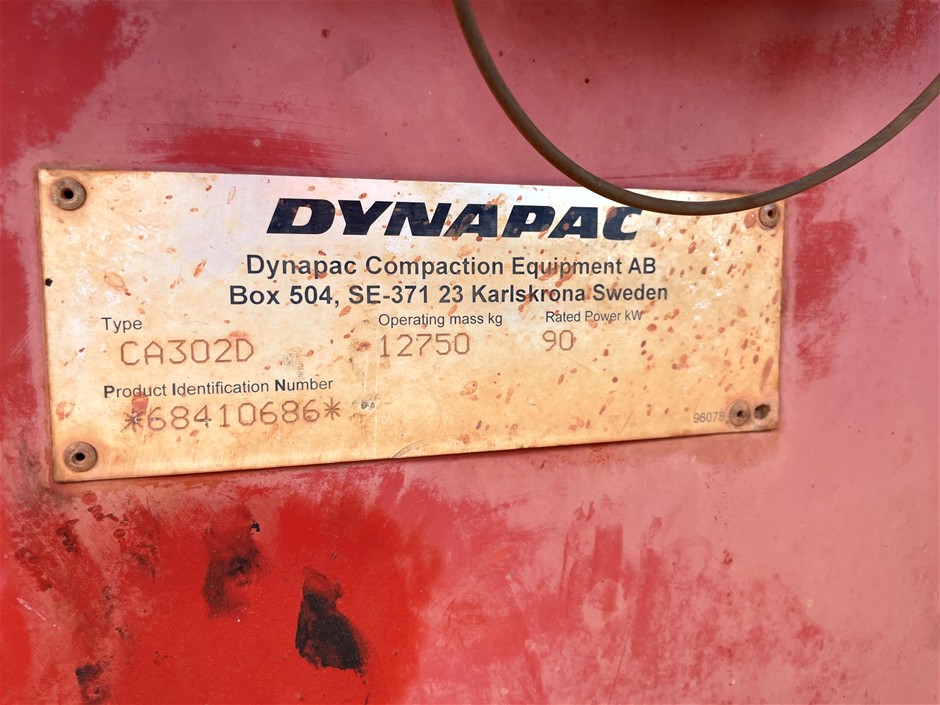 DYNAPAC
Dynapac Compaction Equipment AB
Box 504, SE-371 23 Karlskrona Sweden
Type Operating mass kg Rated Power kW
CA302D 12750 90
Product Identification Number
*68410686*
96078